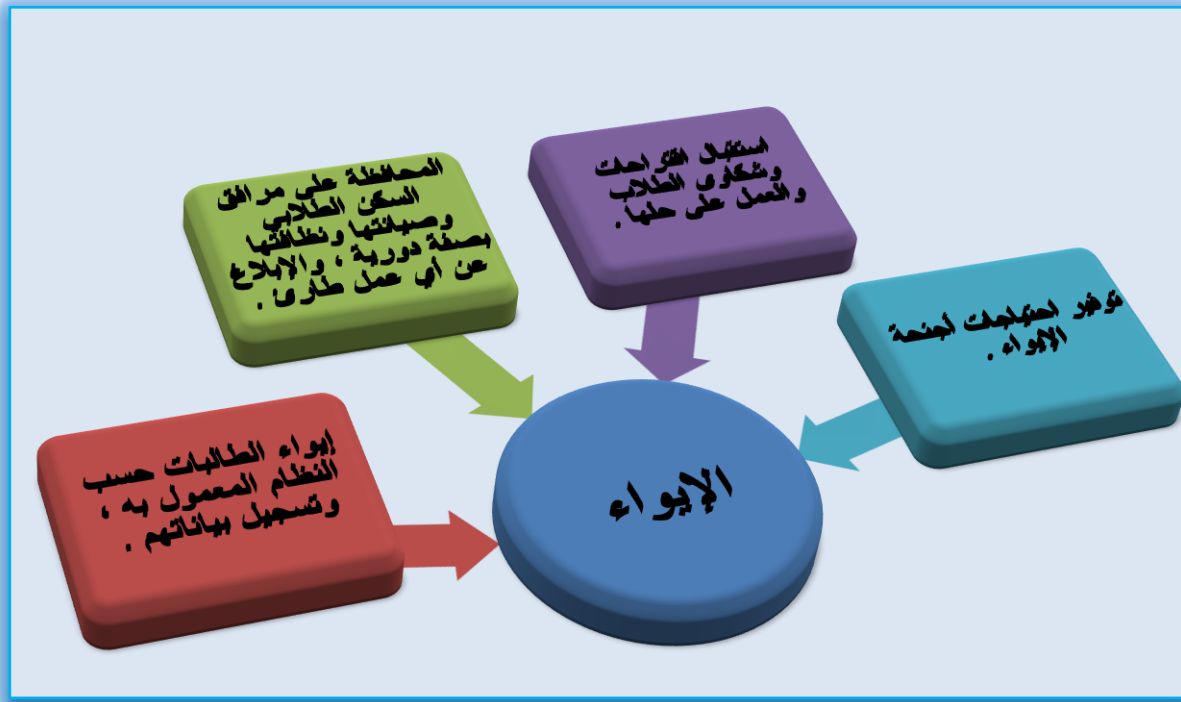 توفير احتياجات أجنحة
الإيواء .
استقبال اقتراحات
وشكاوى الطلاب
والعمل على حلها .
المحافظة على مرافق
السكن الطلابي
وصيانتها ونظافتها
بصفة دورية ، والإبلاغ
عن أي عمل طارئ .
إيواء الطالبات حسب
النظام المعمول به ،
وتسجيل بياناتهم .
الإيواء